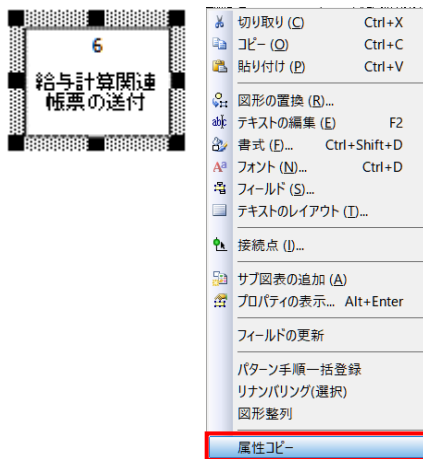 6
給与計算関連
帳票の送付
切り取り (C) Ctrl+X
コピー (O) Ctrl+C
貼り付け (P) Ctrl+V
図形の置換 (R)...
テキストの編集 (E) F2
書式 (F)... Ctrl+Shift+D
フォント (N)... Ctrl+D
フィールド (S)...
テキストのレイアウト (T)...
接続点 (I)...
サブ図表の追加 (A)
プロパティの表示... Alt+Enter
フィールドの更新
パターン手順一括登録
リナンバリング(選択)
図形整列
属性コピー